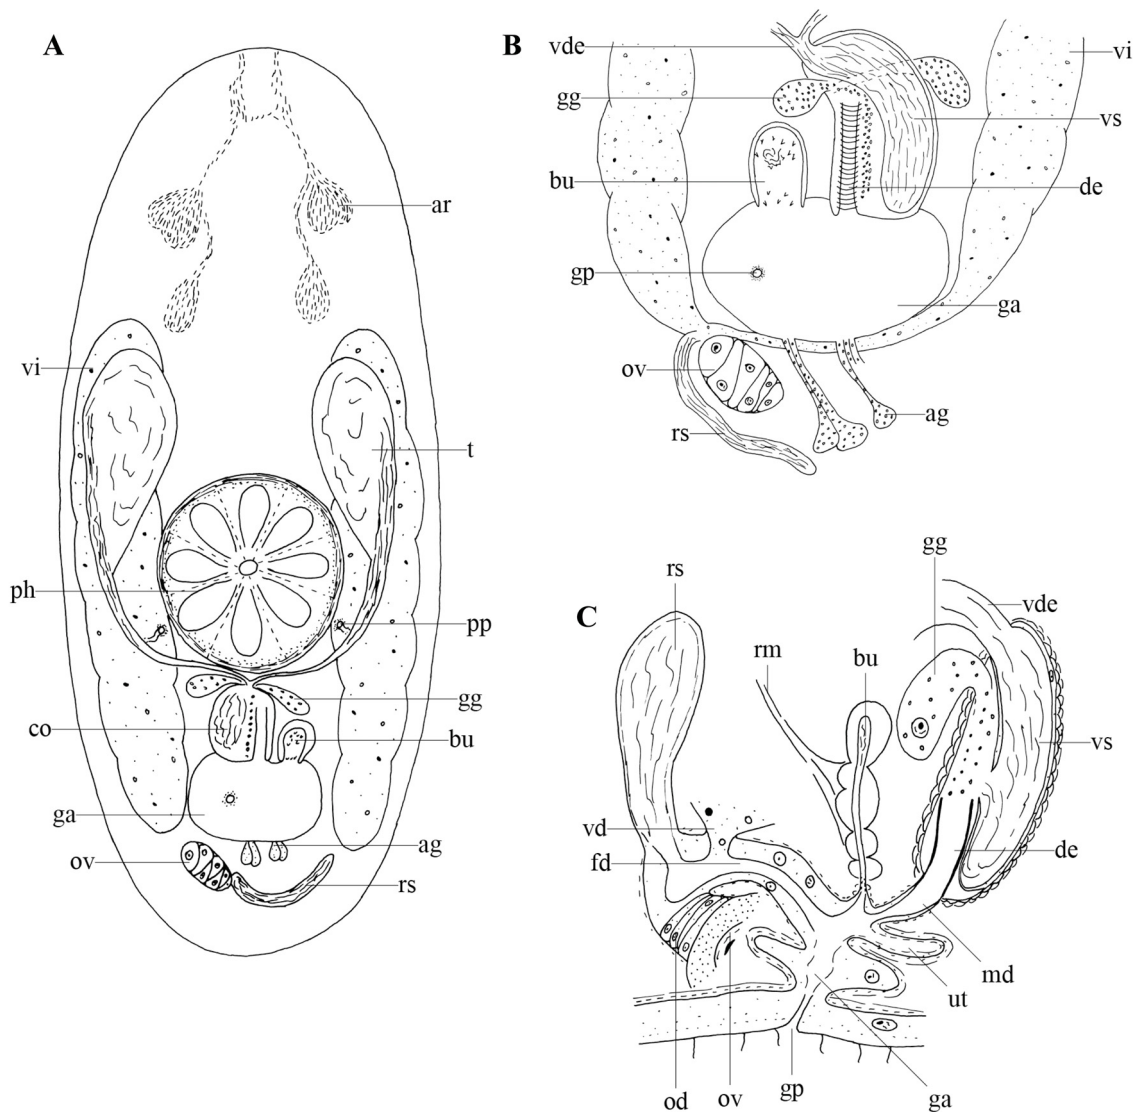 A
ar
vi
t
ph
pp
gg
co
bu
ga
ag
ov
rs
B
vde
vi
gg
vs
bu
de
gp
ga
ov
ag
rs
C
gg
rs
vde
rm
bu
vs
vd
fd
de
md
ut
od
ov
gp
ga